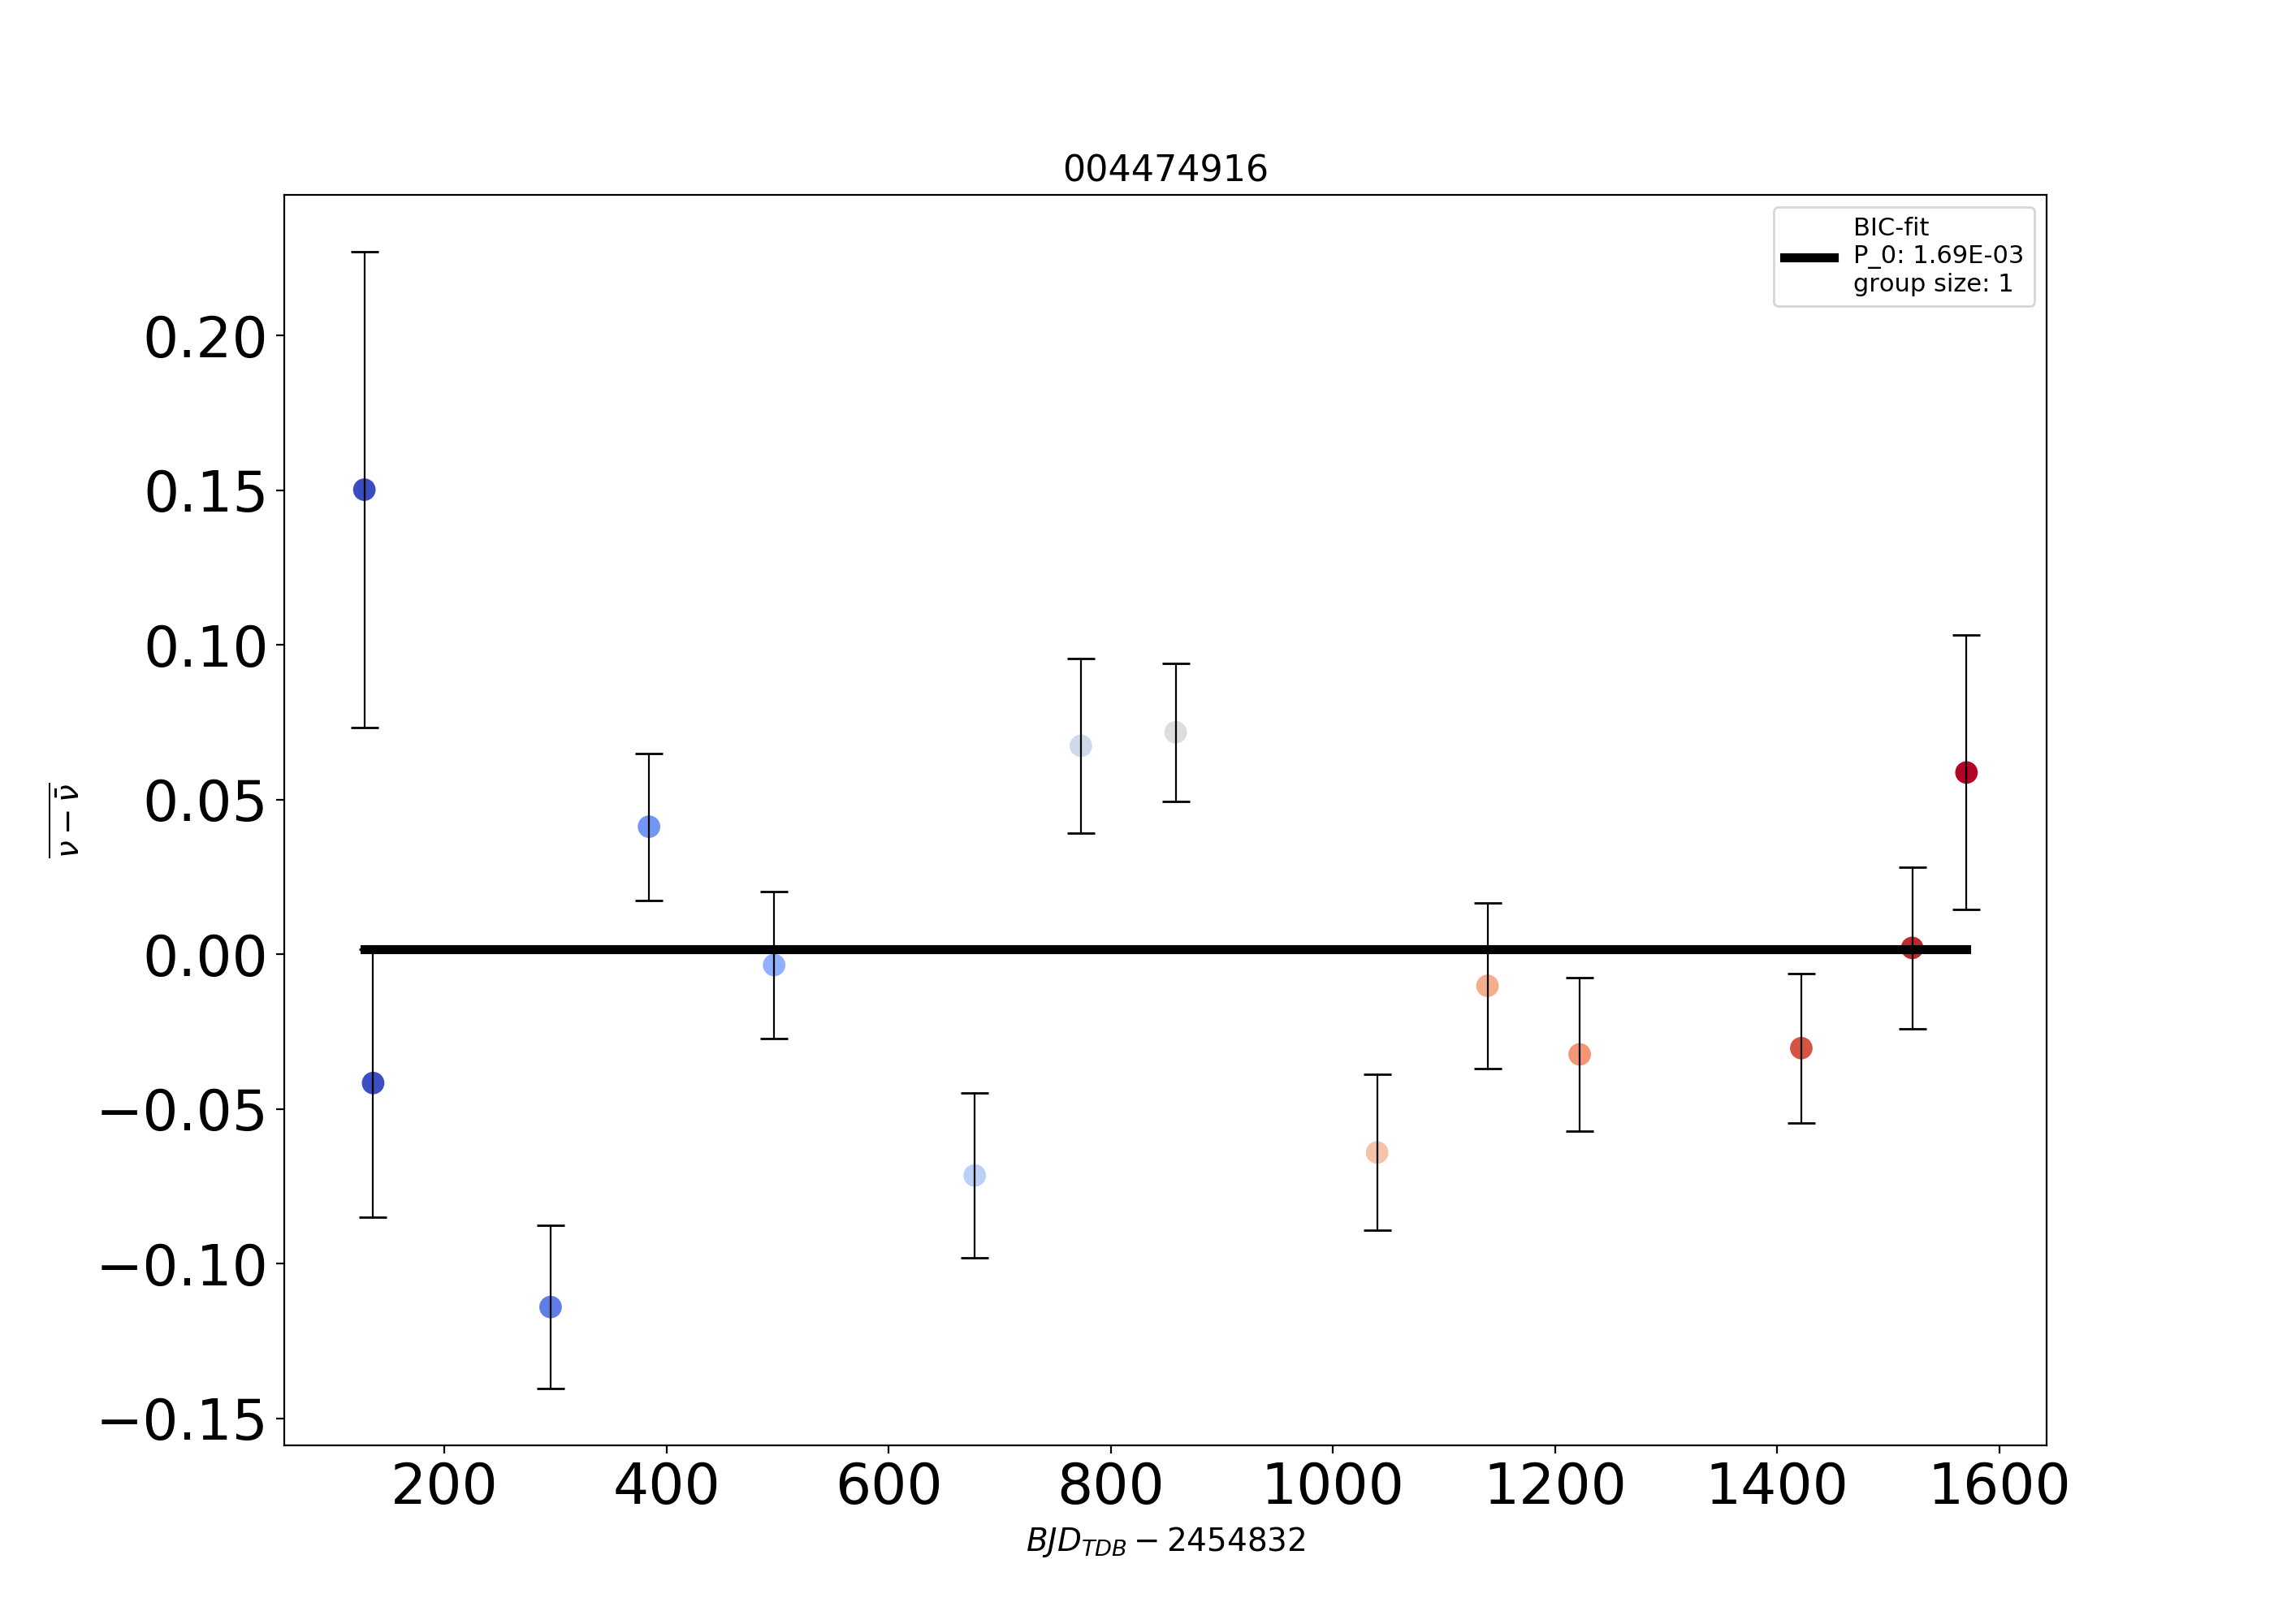 004474916
BIC-fit
P_0: 1.69E-03
group size: 1
0.20
0.15
0.10
0.05
0.00
−0.05
−0.10
−0.15
ν − ν̄
200 400 600 800 1000 1200 1400 1600
BJD_TDB − 2454832